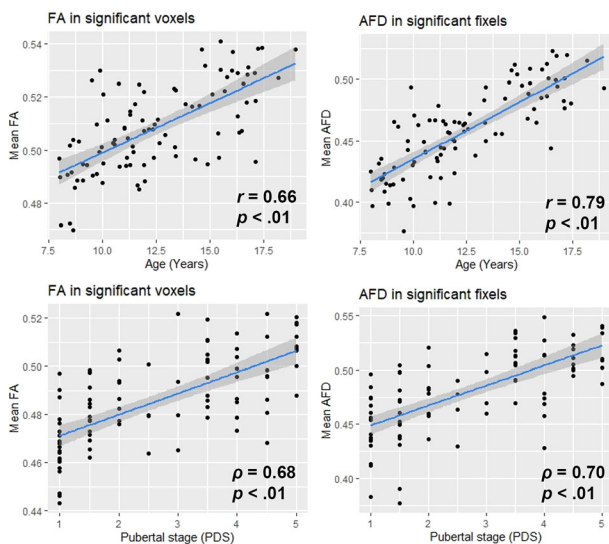 FA in significant voxels
Mean FA
0.54
0.52
0.50
0.48
r = 0.66
p < .01
7.5 10.0 12.5 15.0 17.5
Age (Years)
AFD in significant fixels
Mean AFD
0.50
0.45
0.40
r = 0.79
p < .01
7.5 10.0 12.5 15.0 17.5
Age (Years)
FA in significant voxels
Mean FA
0.52
0.50
0.48
0.46
0.44
ρ = 0.68
p < .01
1 2 3 4 5
Pubertal stage (PDS)
AFD in significant fixels
Mean AFD
0.55
0.50
0.45
0.40
ρ = 0.70
p < .01
1 2 3 4 5
Pubertal stage (PDS)